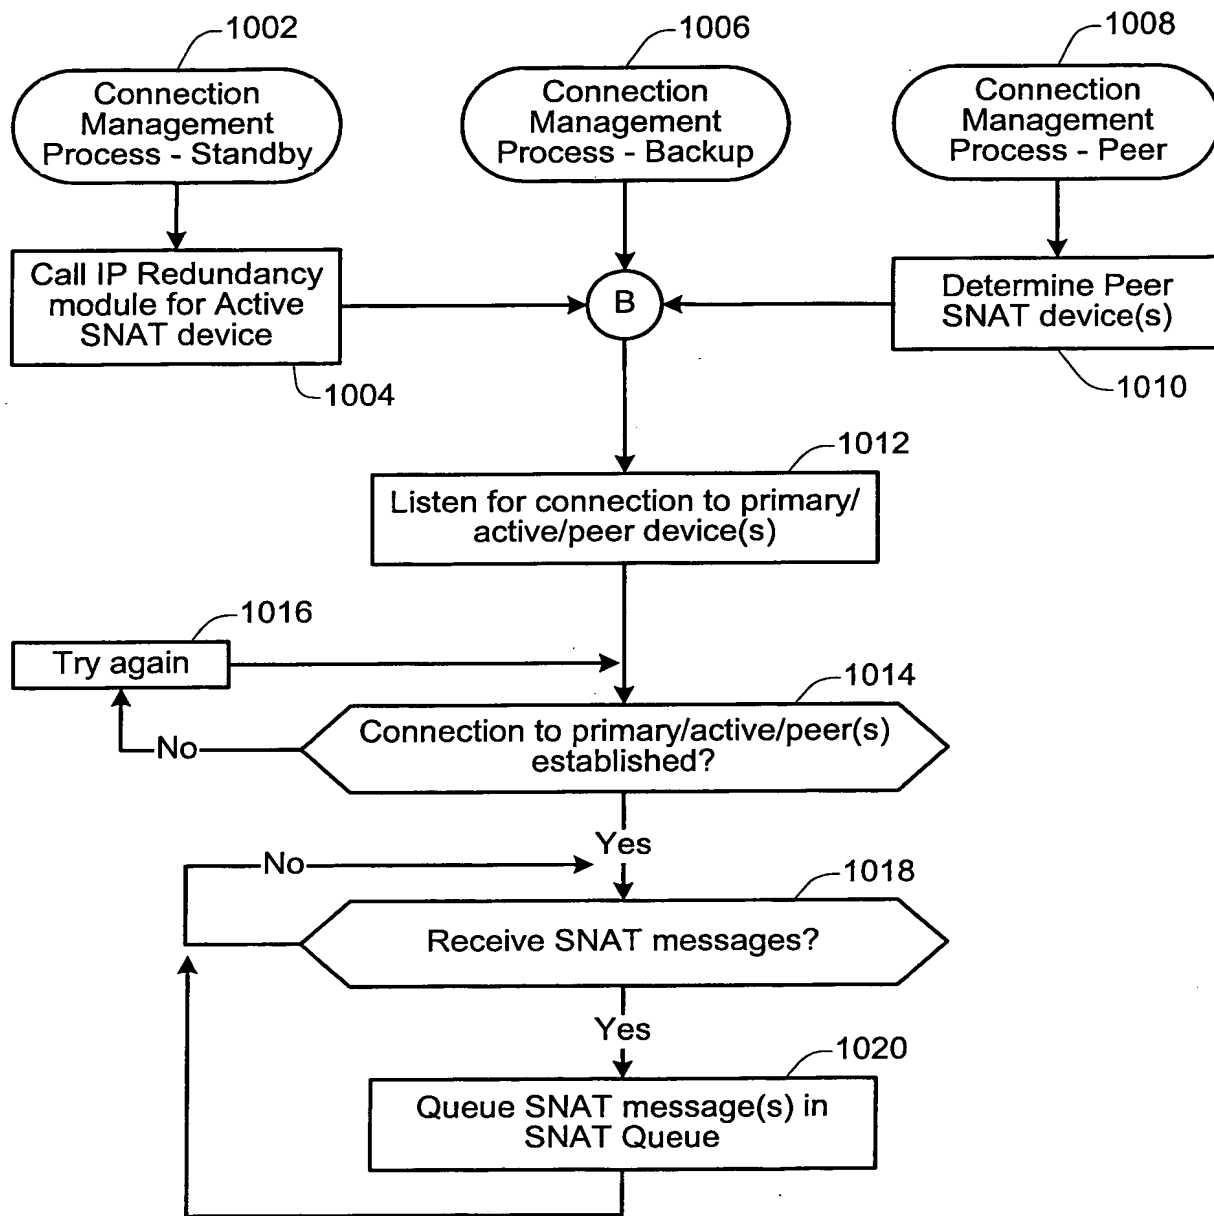 1002
1006
1008
Connection
Management
Process - Standby
Connection
Management
Process - Backup
Connection
Management
Process - Peer
Call IP Redundancy
module for Active
SNAT device
B
Determine Peer
SNAT device(s)
1004
1010
1012
Listen for connection to primary/
active/peer device(s)
1016
Try again
1014
Connection to primary/active/peer(s)
established?
No
Yes
No
1018
Receive SNAT messages?
Yes
1020
Queue SNAT message(s) in
SNAT Queue